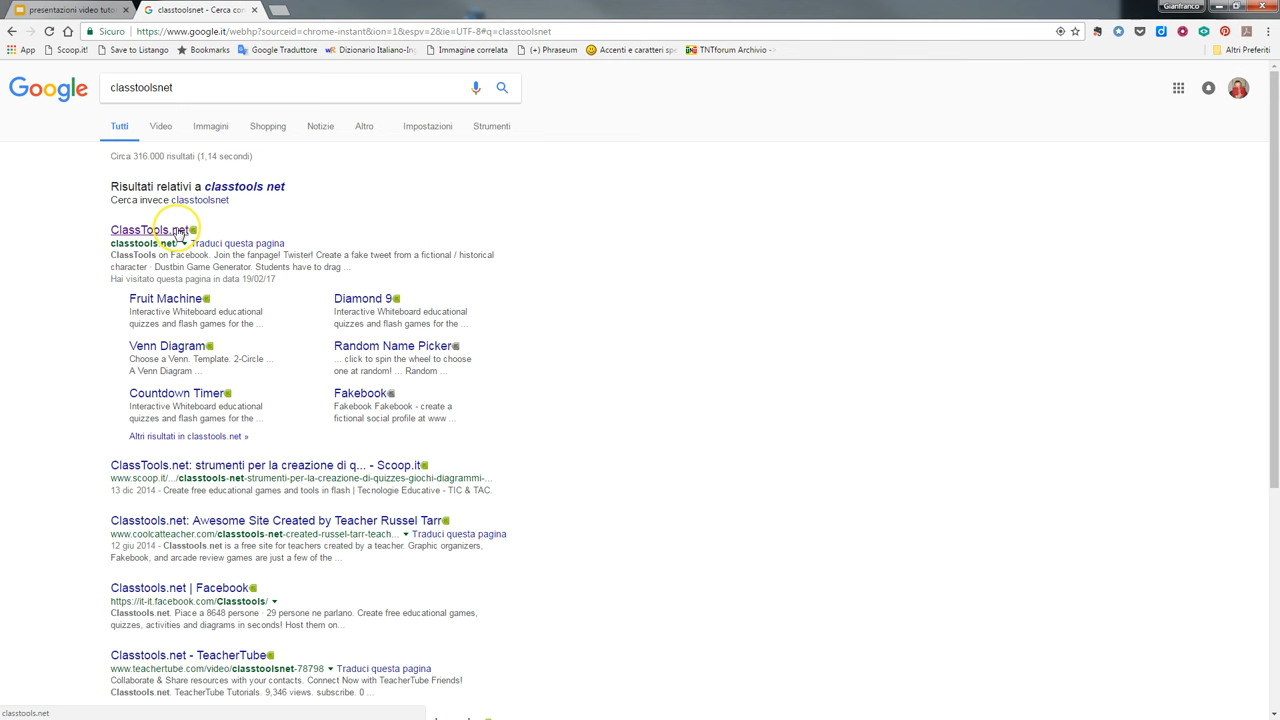 presentazioni video tuto
classtoolsnet - Cerca con
Gianfranco
Sicuro
https://www.google.it/webhp?sourceid=chrome-instant&ion=1&espv=2&ie=UTF-8#q=classtoolsnet
App Scoop.it! Save to Listango Bookmarks Google Traduttore Dizionario Italiano-Ing Immagine correlata (+) Phraseum Accenti e caratteri spe TNTforum Archivio - Altri Preferiti
Google
classtoolsnet
Tutti Video Immagini Shopping Notizie Altro Impostazioni Strumenti
Circa 316.000 risultati (1,14 secondi)
Risultati relativi a classtools net
Cerca invece classtoolsnet
ClassTools.net
classtools.net/ Traduci questa pagina
ClassTools on Facebook. Join the fanpage! Twister! Create a fake tweet from a fictional / historical
character · Dustbin Game Generator. Students have to drag ...
Hai visitato questa pagina in data 19/02/17
Fruit Machine
Interactive Whiteboard educational
quizzes and flash games for the ...
Diamond 9
Interactive Whiteboard educational
quizzes and flash games for the ...
Venn Diagram
Choose a Venn. Template. 2-Circle ...
A Venn Diagram ...
Random Name Picker
... click to spin the wheel to choose
one at random! ... Random ...
Countdown Timer
Interactive Whiteboard educational
quizzes and flash games for the ...
Fakebook
Fakebook Fakebook - create a
fictional social profile at www ...
Altri risultati in classtools.net »
ClassTools.net: strumenti per la creazione di q... - Scoop.it
www.scoop.it/.../classtools-net-strumenti-per-la-creazione-di-quizzes-giochi-diagrammi-...
13 dic 2014 - Create free educational games and tools in flash | Tecnologie Educative - TIC & TAC.
Classtools.net: Awesome Site Created by Teacher Russel Tarr
www.coolcatteacher.com/classtools-net-created-russel-tarr-teach... Traduci questa pagina
12 giu 2014 - Classtools.net is a free site for teachers created by a teacher. Graphic organizers,
Fakebook, and arcade review games are just a few of the ...
Classtools.net | Facebook
https://it-it.facebook.com/Classtools/
Classtools.net. Piace a 8648 persone · 29 persone ne parlano. Create free educational games,
quizzes, activities and diagrams in seconds! Host them on...
Classtools.net - TeacherTube
www.teachertube.com/video/classtoolsnet-78798 Traduci questa pagina
Collaborate & Share resources with your contacts. Connect Now with TeacherTube Friends!
Classtools.net. TeacherTube Tutorials. 9,346 views. subscribe. 0 ...
classtools.net